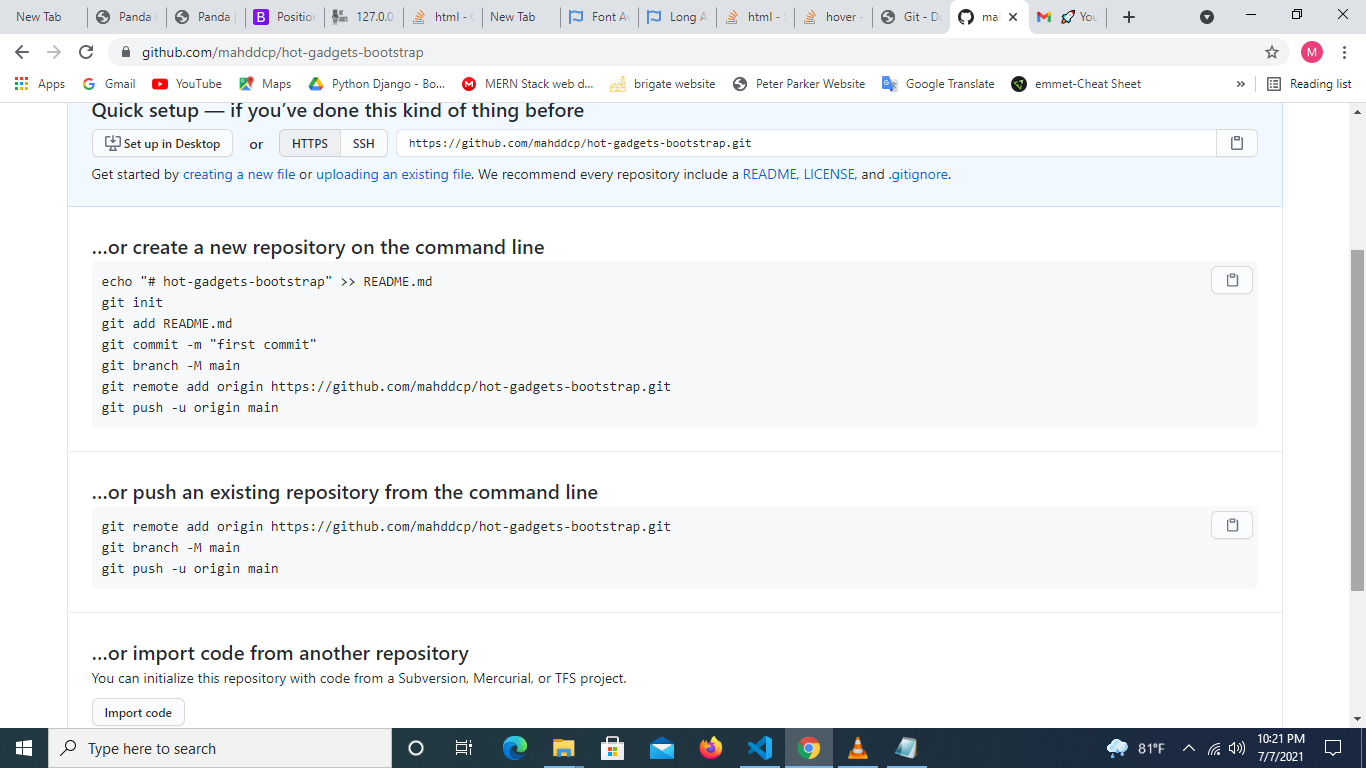 New Tab
Panda
Panda
Position
127.0.0
html -
New Tab
Font
Long A
html -
hover -
Git -
ma
You
github.com/mahddcp/hot-gadgets-bootstrap
M
Apps
Gmail
YouTube
Maps
Python Django - Bo...
MERN Stack web d...
brigate website
Peter Parker Website
Google Translate
emmet-Cheat Sheet
»
Reading list
Quick setup — if you’ve done this kind of thing before
Set up in Desktop or HTTPS SSH https://github.com/mahddcp/hot-gadgets-bootstrap.git
Get started by creating a new file or uploading an existing file. We recommend every repository include a README, LICENSE, and .gitignore.
…or create a new repository on the command line
echo "# hot-gadgets-bootstrap" >> README.md
git init
git add README.md
git commit -m "first commit"
git branch -M main
git remote add origin https://github.com/mahddcp/hot-gadgets-bootstrap.git
git push -u origin main
…or push an existing repository from the command line
git remote add origin https://github.com/mahddcp/hot-gadgets-bootstrap.git
git branch -M main
git push -u origin main
…or import code from another repository
You can initialize this repository with code from a Subversion, Mercurial, or TFS project.
Import code
Type here to search
81°F
10:21 PM
7/7/2021